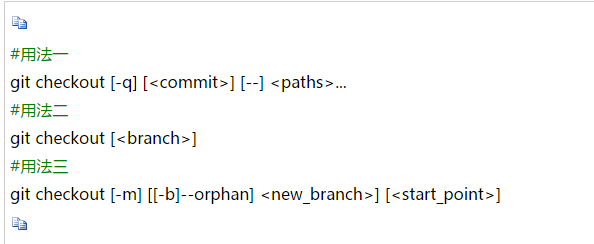 #用法一
git checkout [-q] [<commit>] [--] <paths>...
#用法二
git checkout [<branch>]
#用法三
git checkout [-m] [[-b]--orphan] <new_branch>] [<start_point>]